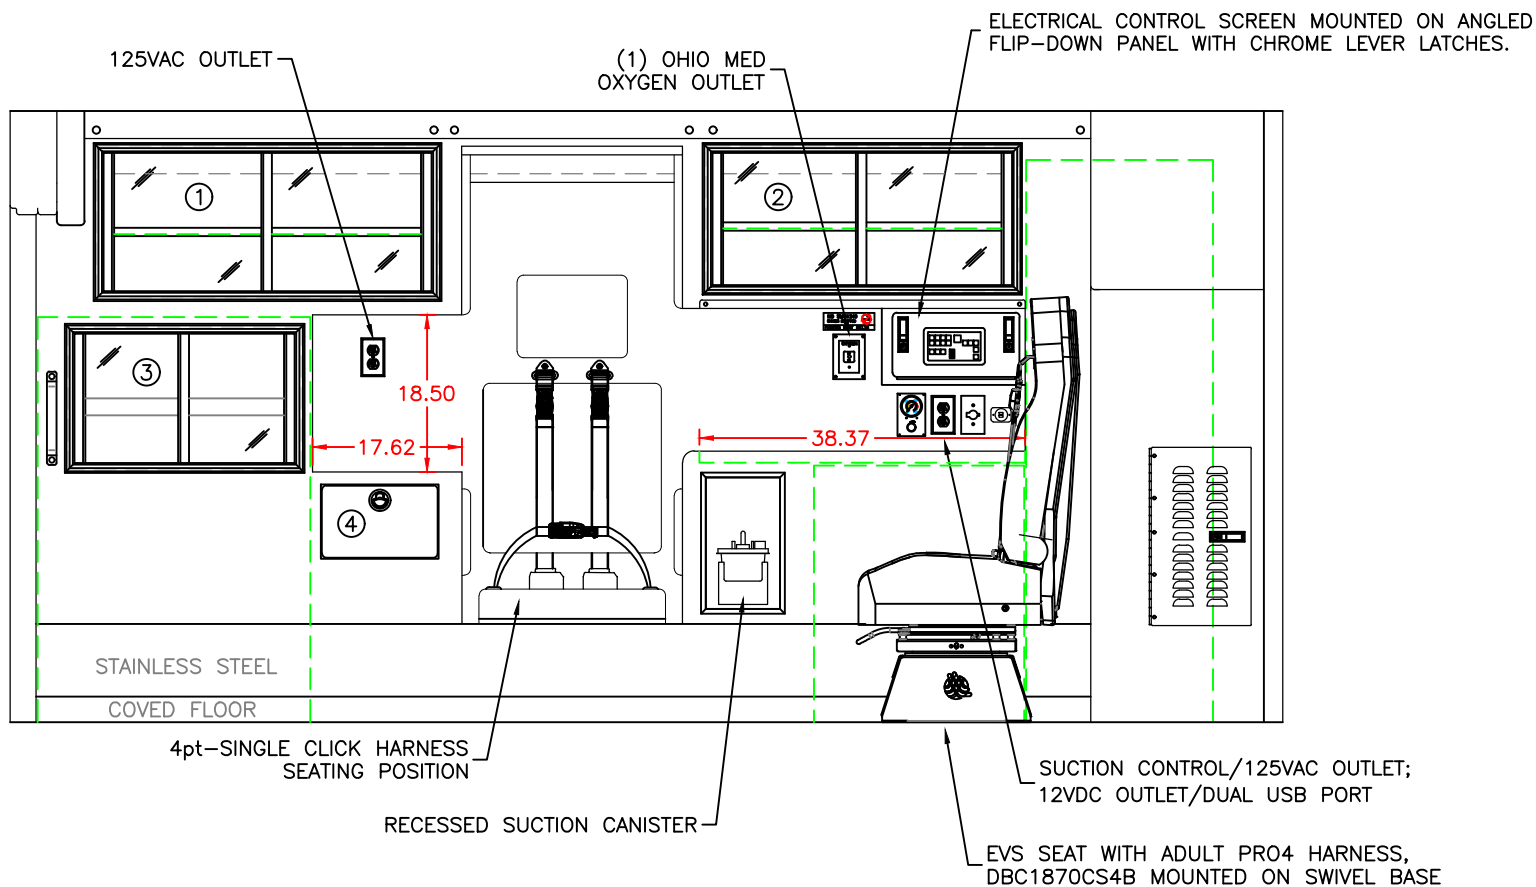 ELECTRICAL CONTROL SCREEN MOUNTED ON ANGLED
FLIP-DOWN PANEL WITH CHROME LEVER LATCHES.
125VAC OUTLET
(1) OHIO MED
OXYGEN OUTLET
1
2
3
18.50
17.62
38.37
4
STAINLESS STEEL
COVED FLOOR
4pt-SINGLE CLICK HARNESS
SEATING POSITION
SUCTION CONTROL/125VAC OUTLET;
12VDC OUTLET/DUAL USB PORT
RECESSED SUCTION CANISTER
EVS SEAT WITH ADULT PRO4 HARNESS,
DBC1870CS4B MOUNTED ON SWIVEL BASE